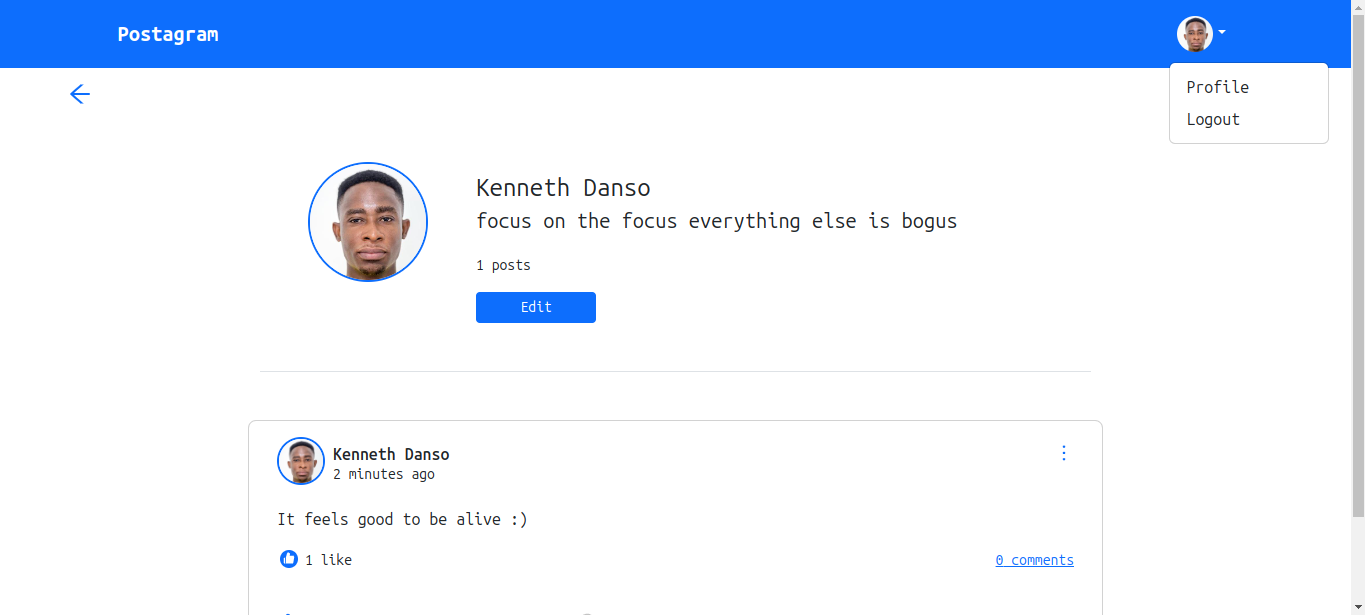 Postagram
Profile
Logout
Kenneth Danso
focus on the focus everything else is bogus
1 posts
Edit
Kenneth Danso
2 minutes ago
It feels good to be alive :)
1 like
0 comments